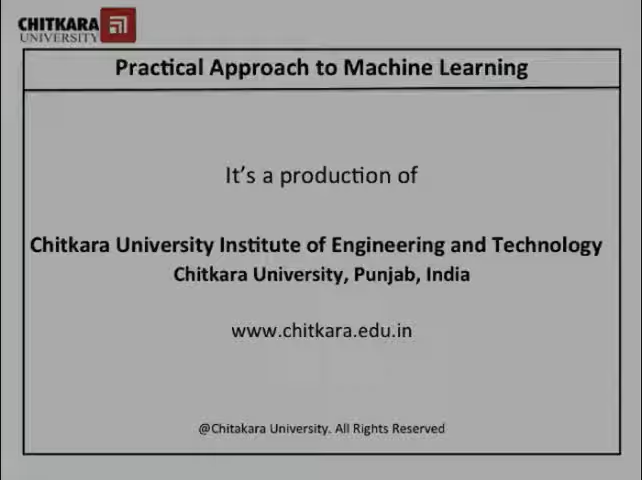 CHITKARA
UNIVERSITY
Practical Approach to Machine Learning
It's a production of
Chitkara University Institute of Engineering and Technology
Chitkara University, Punjab, India
www.chitkara.edu.in
@Chitakara University. All Rights Reserved